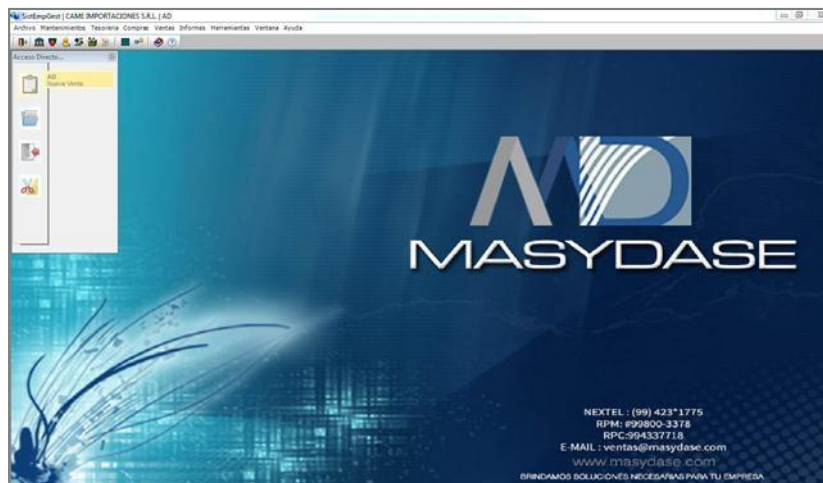 SistEmpGest | CAME IMPORTACIONES S.R.L. | AD
Archivo Mantenimientos Tesoreria Compras Ventas Informes Herramientas Ventana Ayuda
Acceso Directo...
AD
Nueva Venta
MD
MASYDASE
NEXTEL : (99) 423*1775
RPM: #99800-3378
RPC:994337718
E-MAIL : ventas@masydase.com
www.masydase.com
BRINDAMOS SOLUCIONES NECESARIAS PARA TU EMPRESA